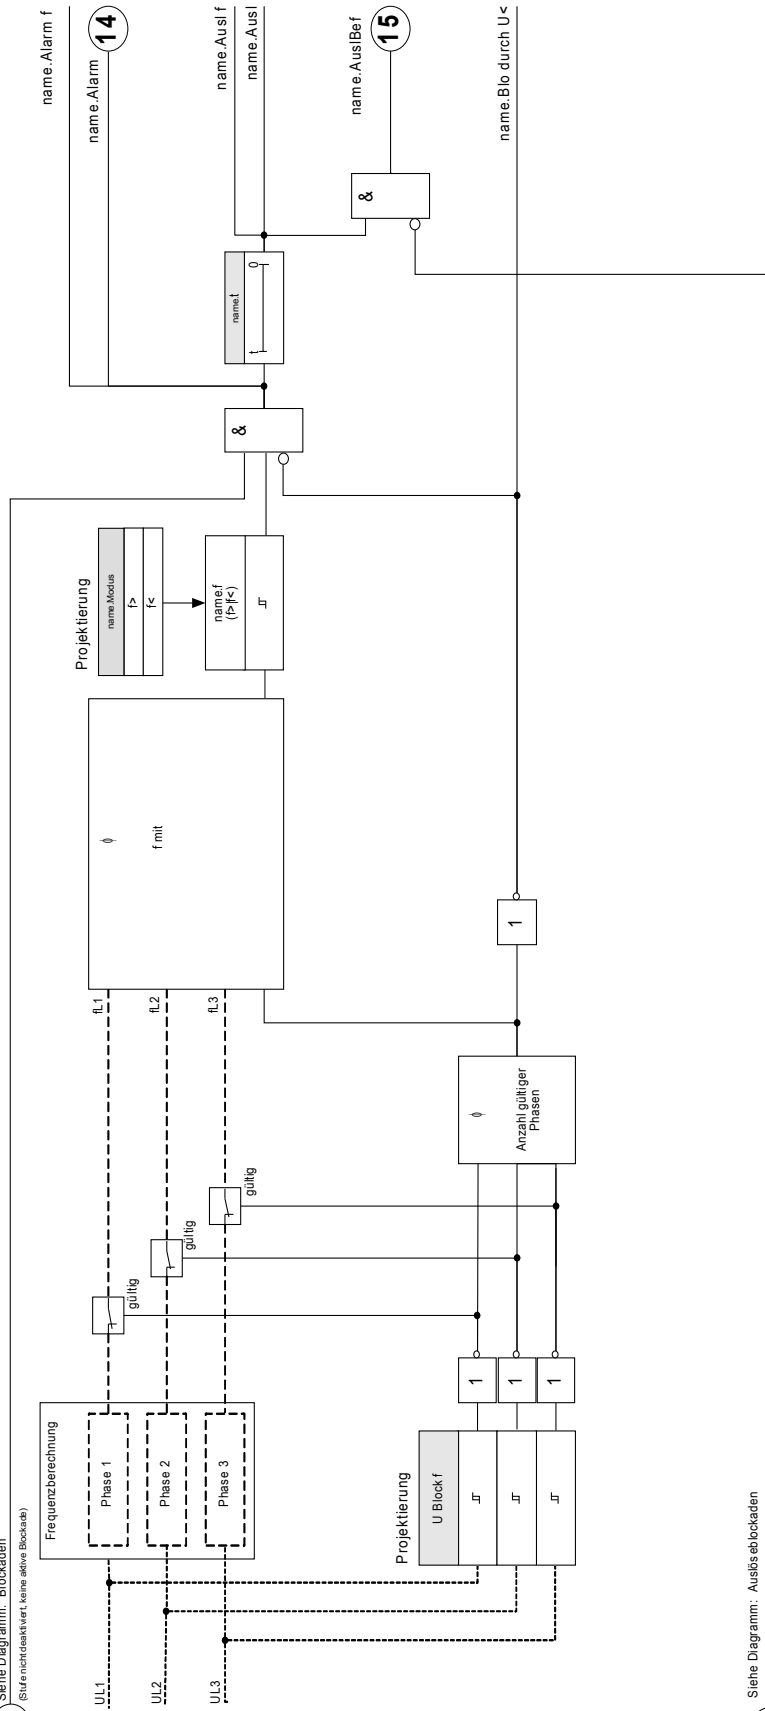 Siehe Diagramm: Blockaden
(Stufe nicht deaktiviert, keine aktive Blockade)
UL1
UL2
UL3
Frequenzberechnung
Phase 1
Phase 2
Phase 3
gültig
gültig
gültig
fL1
fL2
fL3
f mit
Projektierung
name.Modus
f>
f<
name.f
(f>|f<)
&
name.t
t
0
name.Alarm f
name.Alarm
14
name.Ausl f
name.Ausl
&
name.AuslBef
15
name.Blo durch U<
Projektierung
U Block f
1
1
1
Anzahl gültiger
Phasen
1
Siehe Diagramm: Auslöseblockaden